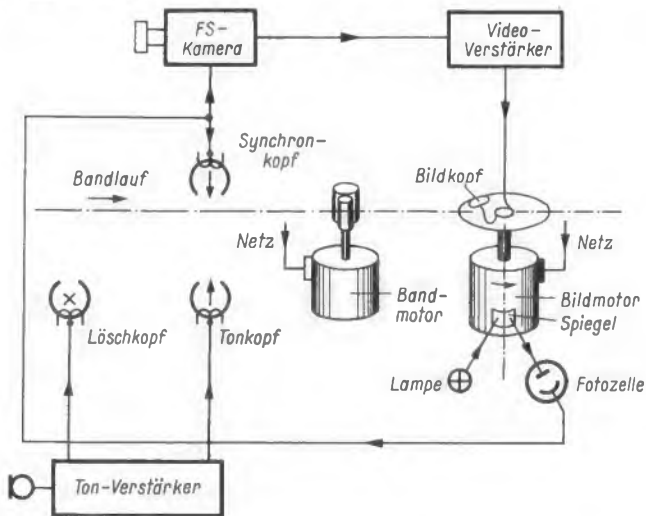 FS-
Kamera
Video-
Verstärker
Synchron-
kopf
Bildkopf
Bandlauf
Netz
Netz
Band-
motor
Bildmotor
Spiegel
Löschkopf
Tonkopf
Lampe
Fotozelle
Ton-Verstärker